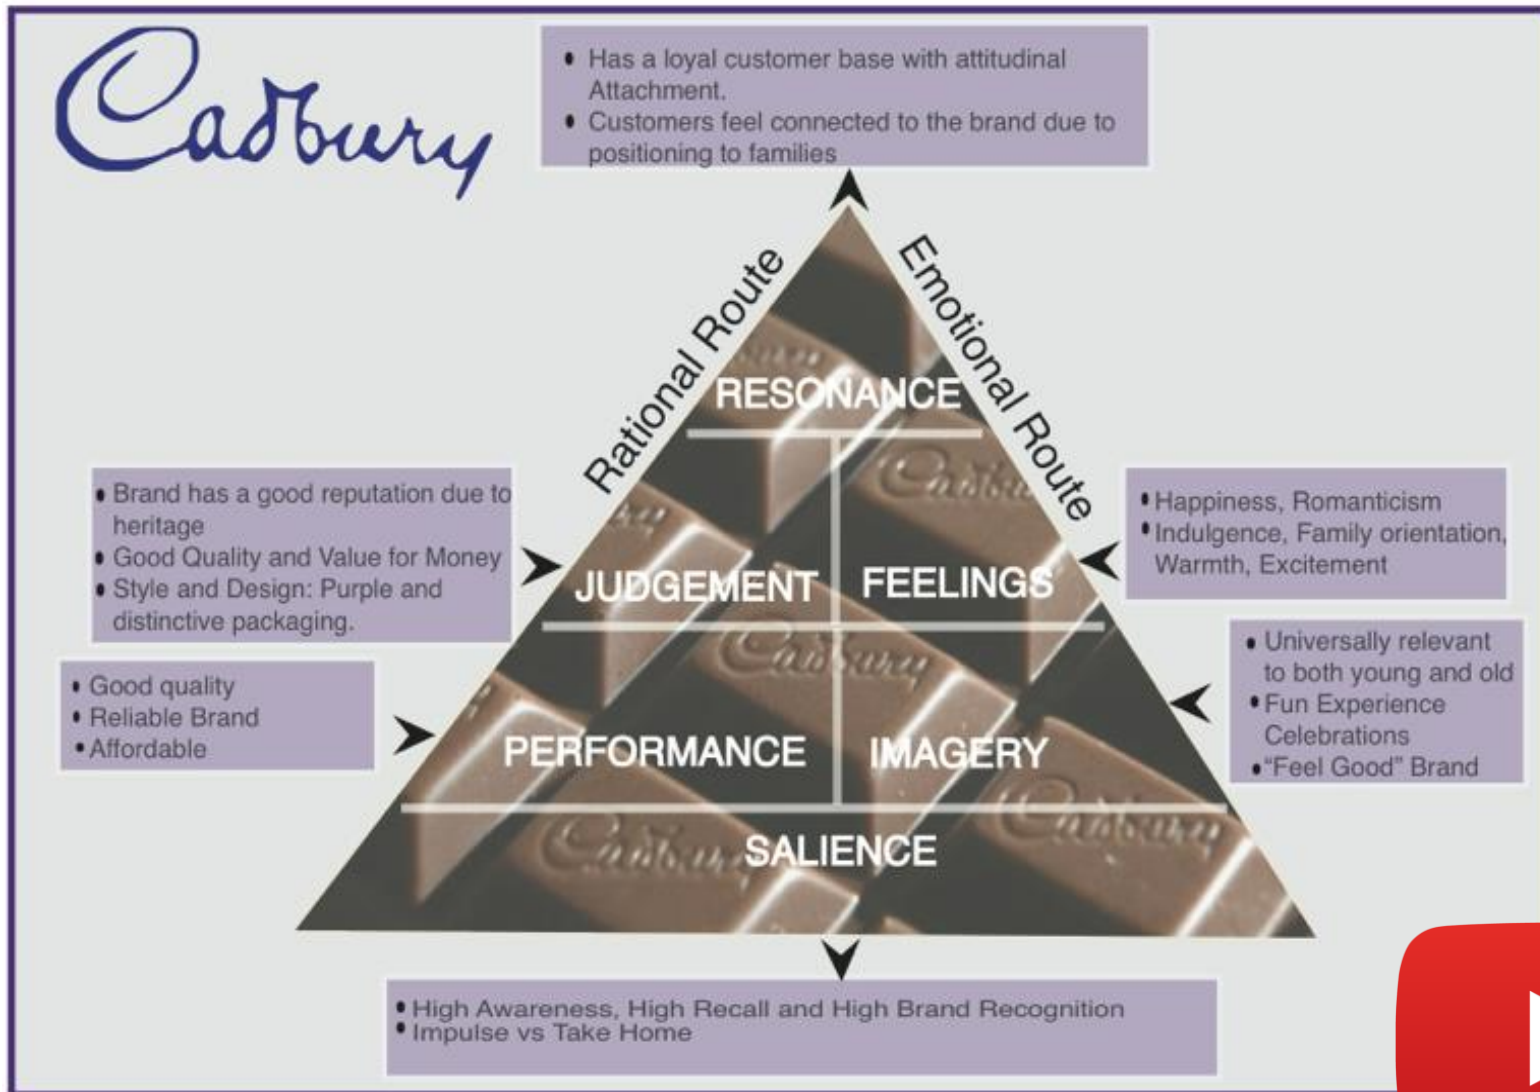 Cadbury
• Has a loyal customer base with attitudinal
Attachment.
• Customers feel connected to the brand due to
positioning to families
Rational Route
Emotional Route
RESONANCE
• Brand has a good reputation due to
heritage
• Good Quality and Value for Money
• Style and Design: Purple and
distinctive packaging.
JUDGEMENT
FEELINGS
• Happiness, Romanticism
• Indulgence, Family orientation,
Warmth, Excitement
• Good quality
• Reliable Brand
• Affordable
PERFORMANCE
IMAGERY
• Universally relevant
to both young and old
• Fun Experience
Celebrations
• “Feel Good” Brand
SALIENCE
• High Awareness, High Recall and High Brand Recognition
• Impulse vs Take Home
Cadbury
Cadbury
Cadbury